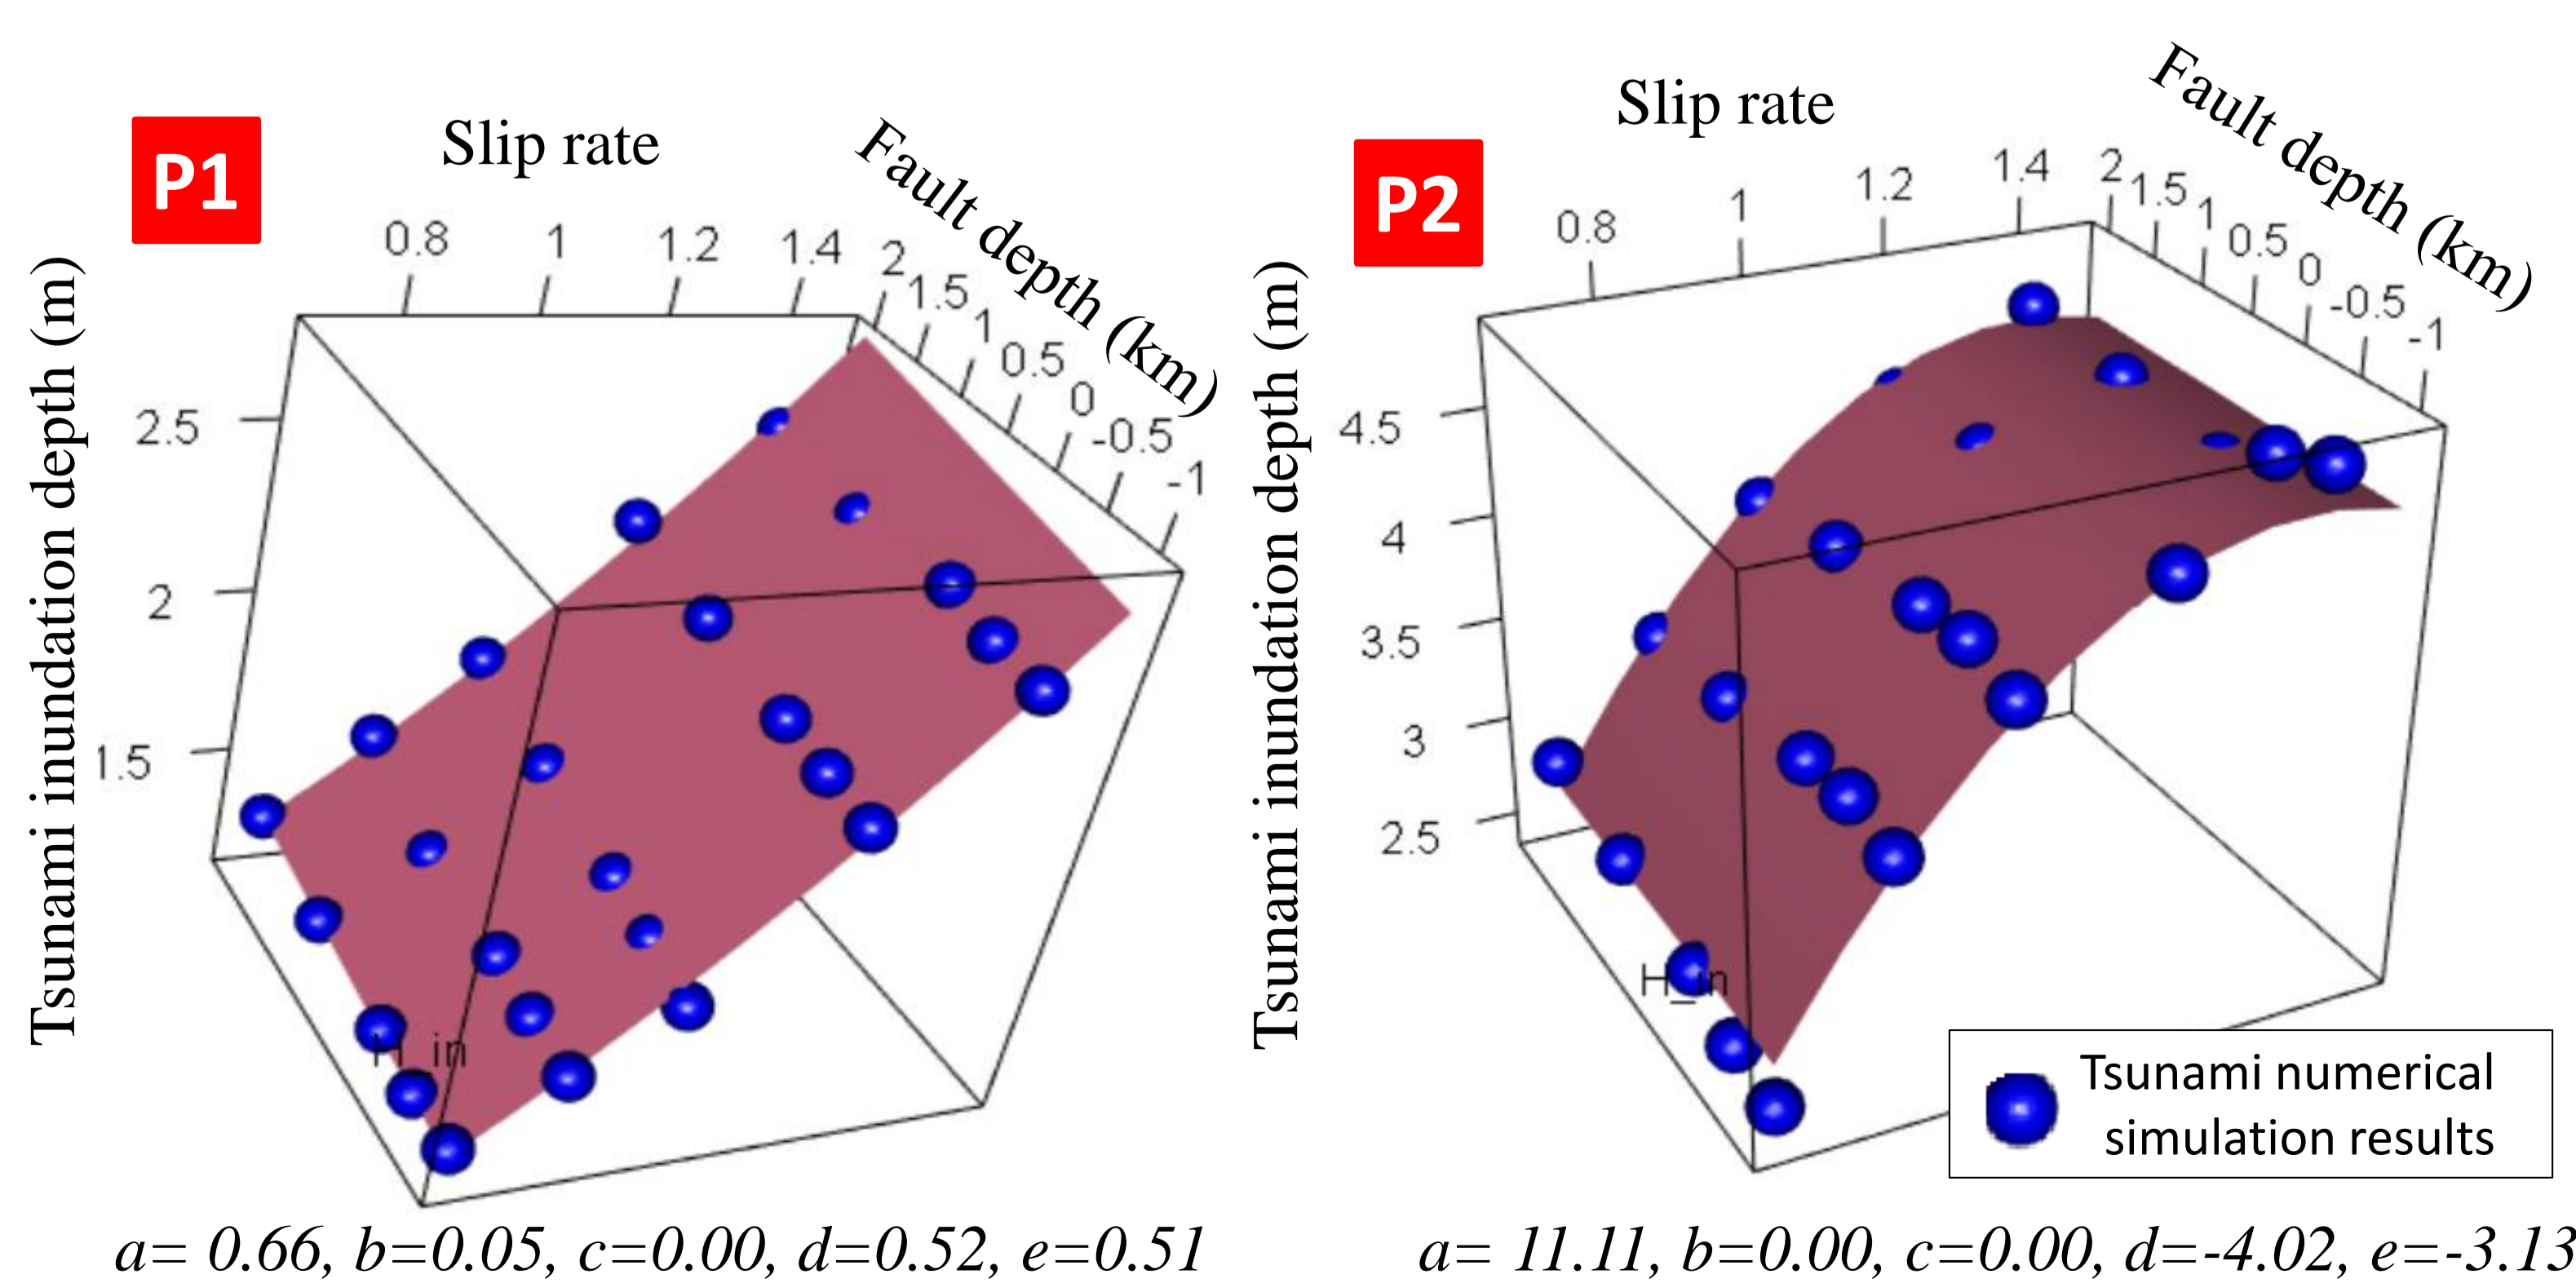 P1
Slip rate
Fault depth (km)
0.8 1 1.2 1.4
2 1.5 1 0.5 0 -0.5 -1
Tsunami inundation depth (m)
2.5
2
1.5
H_in
a= 0.66, b=0.05, c=0.00, d=0.52, e=0.51
P2
Slip rate
Fault depth (km)
0.8 1 1.2 1.4
2 1.5 1 0.5 0 -0.5 -1
Tsunami inundation depth (m)
4.5
4
3.5
3
2.5
H_in
Tsunami numerical
simulation results
a= 11.11, b=0.00, c=0.00, d=-4.02, e=-3.13